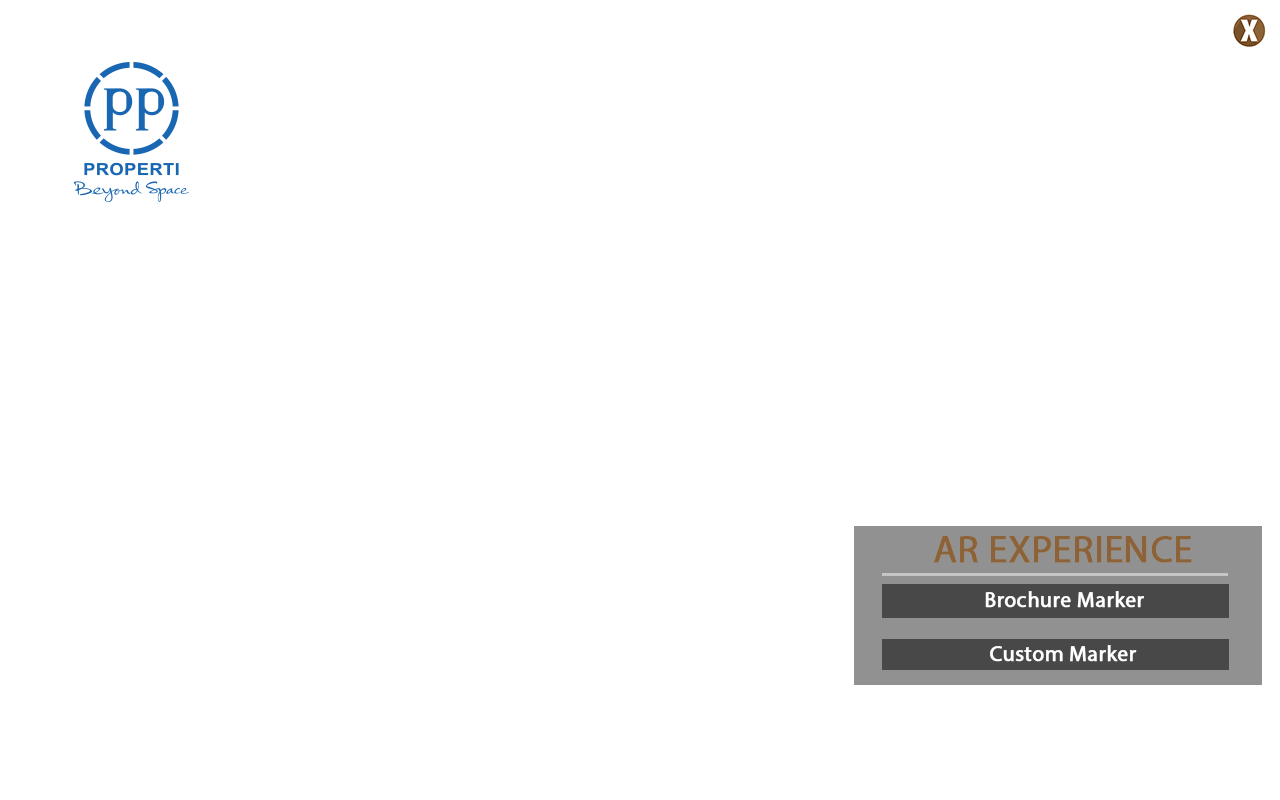 X
pp
PROPERTI
Beyond Space
AR EXPERIENCE
Brochure Marker
Custom Marker